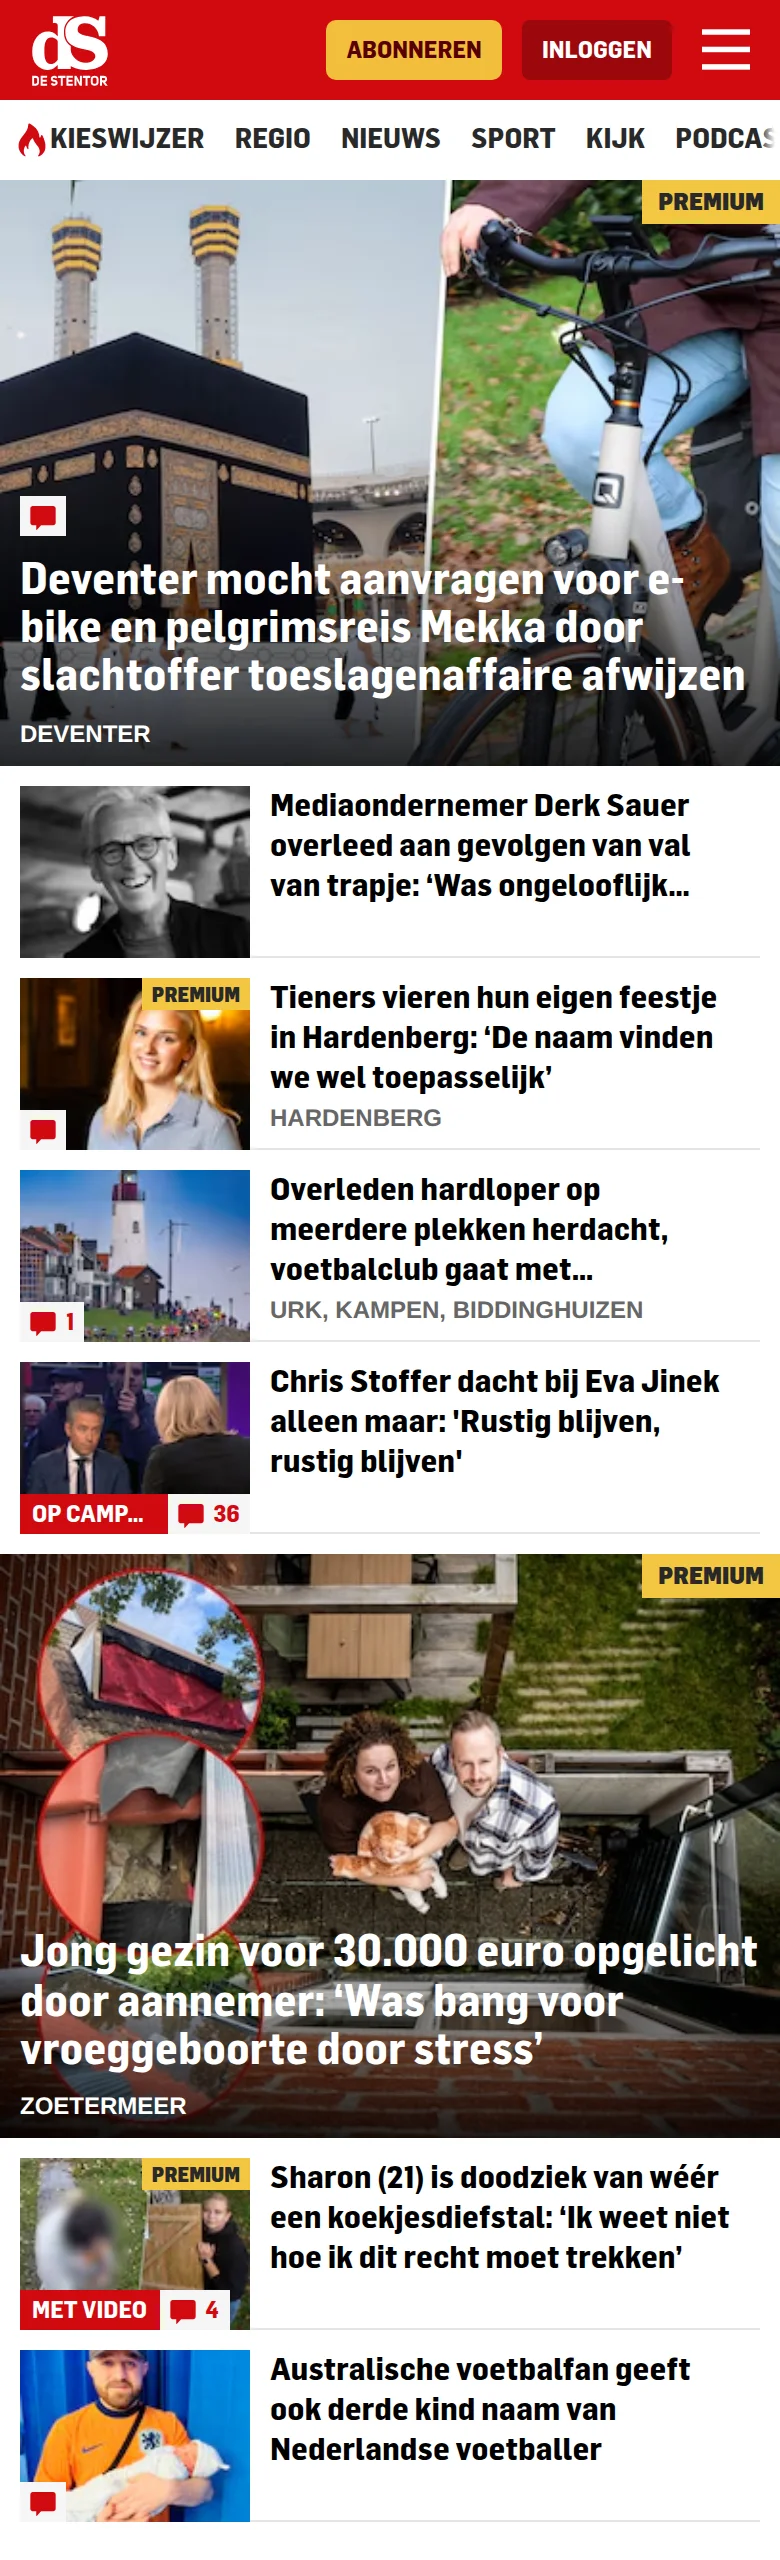 dS
DE STENTOR
ABONNEREN
INLOGGEN
KIESWIJZER REGIO NIEUWS SPORT KIJK PODCAS
PREMIUM
Deventer mocht aanvragen voor e-
bike en pelgrimsreis Mekka door
slachtoffer toeslagenaffaire afwijzen
DEVENTER
Mediaondernemer Derk Sauer
overleed aan gevolgen van val
van trapje: ‘Was ongelooflijk...
PREMIUM
Tieners vieren hun eigen feestje
in Hardenberg: ‘De naam vinden
we wel toepasselijk’
HARDENBERG
Overleden hardloper op
meerdere plekken herdacht,
voetbalclub gaat met...
1
URK, KAMPEN, BIDDINGHUIZEN
Chris Stoffer dacht bij Eva Jinek
alleen maar: 'Rustig blijven,
rustig blijven'
OP CAMP... 36
PREMIUM
Jong gezin voor 30.000 euro opgelicht
door aannemer: ‘Was bang voor
vroeggeboorte door stress’
ZOETERMEER
PREMIUM
Sharon (21) is doodziek van wéér
een koekjesdiefstal: ‘Ik weet niet
hoe ik dit recht moet trekken’
MET VIDEO 4
Australische voetbalfan geeft
ook derde kind naam van
Nederlandse voetballer